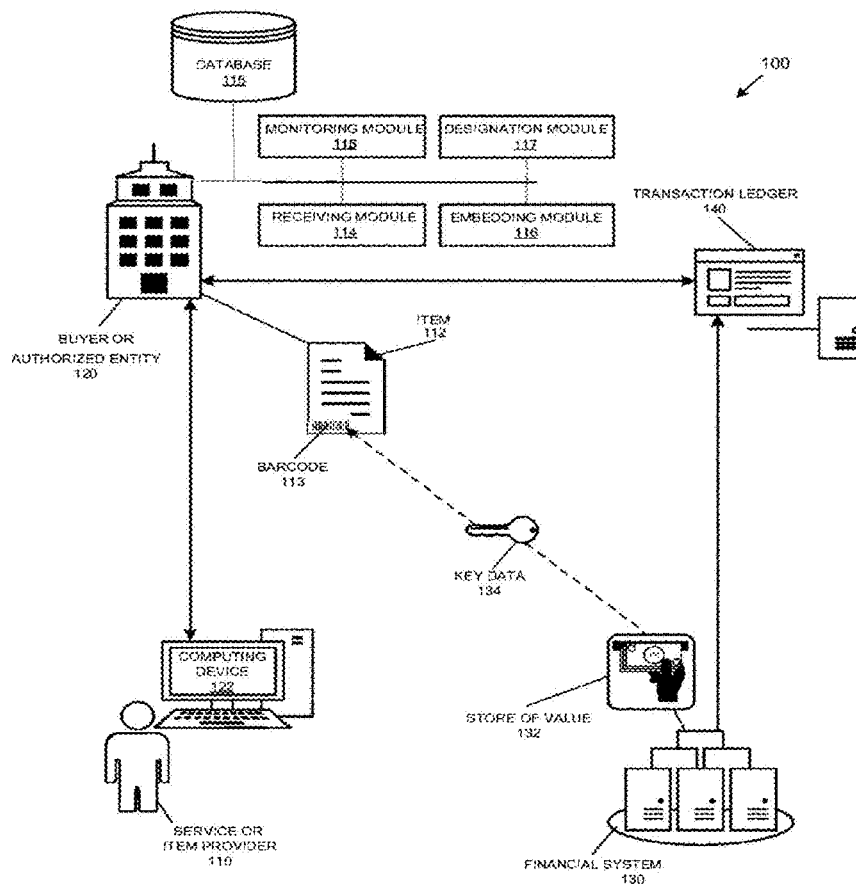 DATABASE
115
100
MONITORING MODULE
DESIGNATION MODULE
117
RECEIVING MODULE
114
EMBEDDING MODULE
116
TRANSACTION LEDGER
140
BUYER OR
AUTHORIZED ENTITY
120
ITEM
112
BARCODE
113
KEY DATA
134
COMPUTING
DEVICE
122
STORE OF VALUE
132
SERVICE OR
ITEM PROVIDER
110
FINANCIAL SYSTEM
130